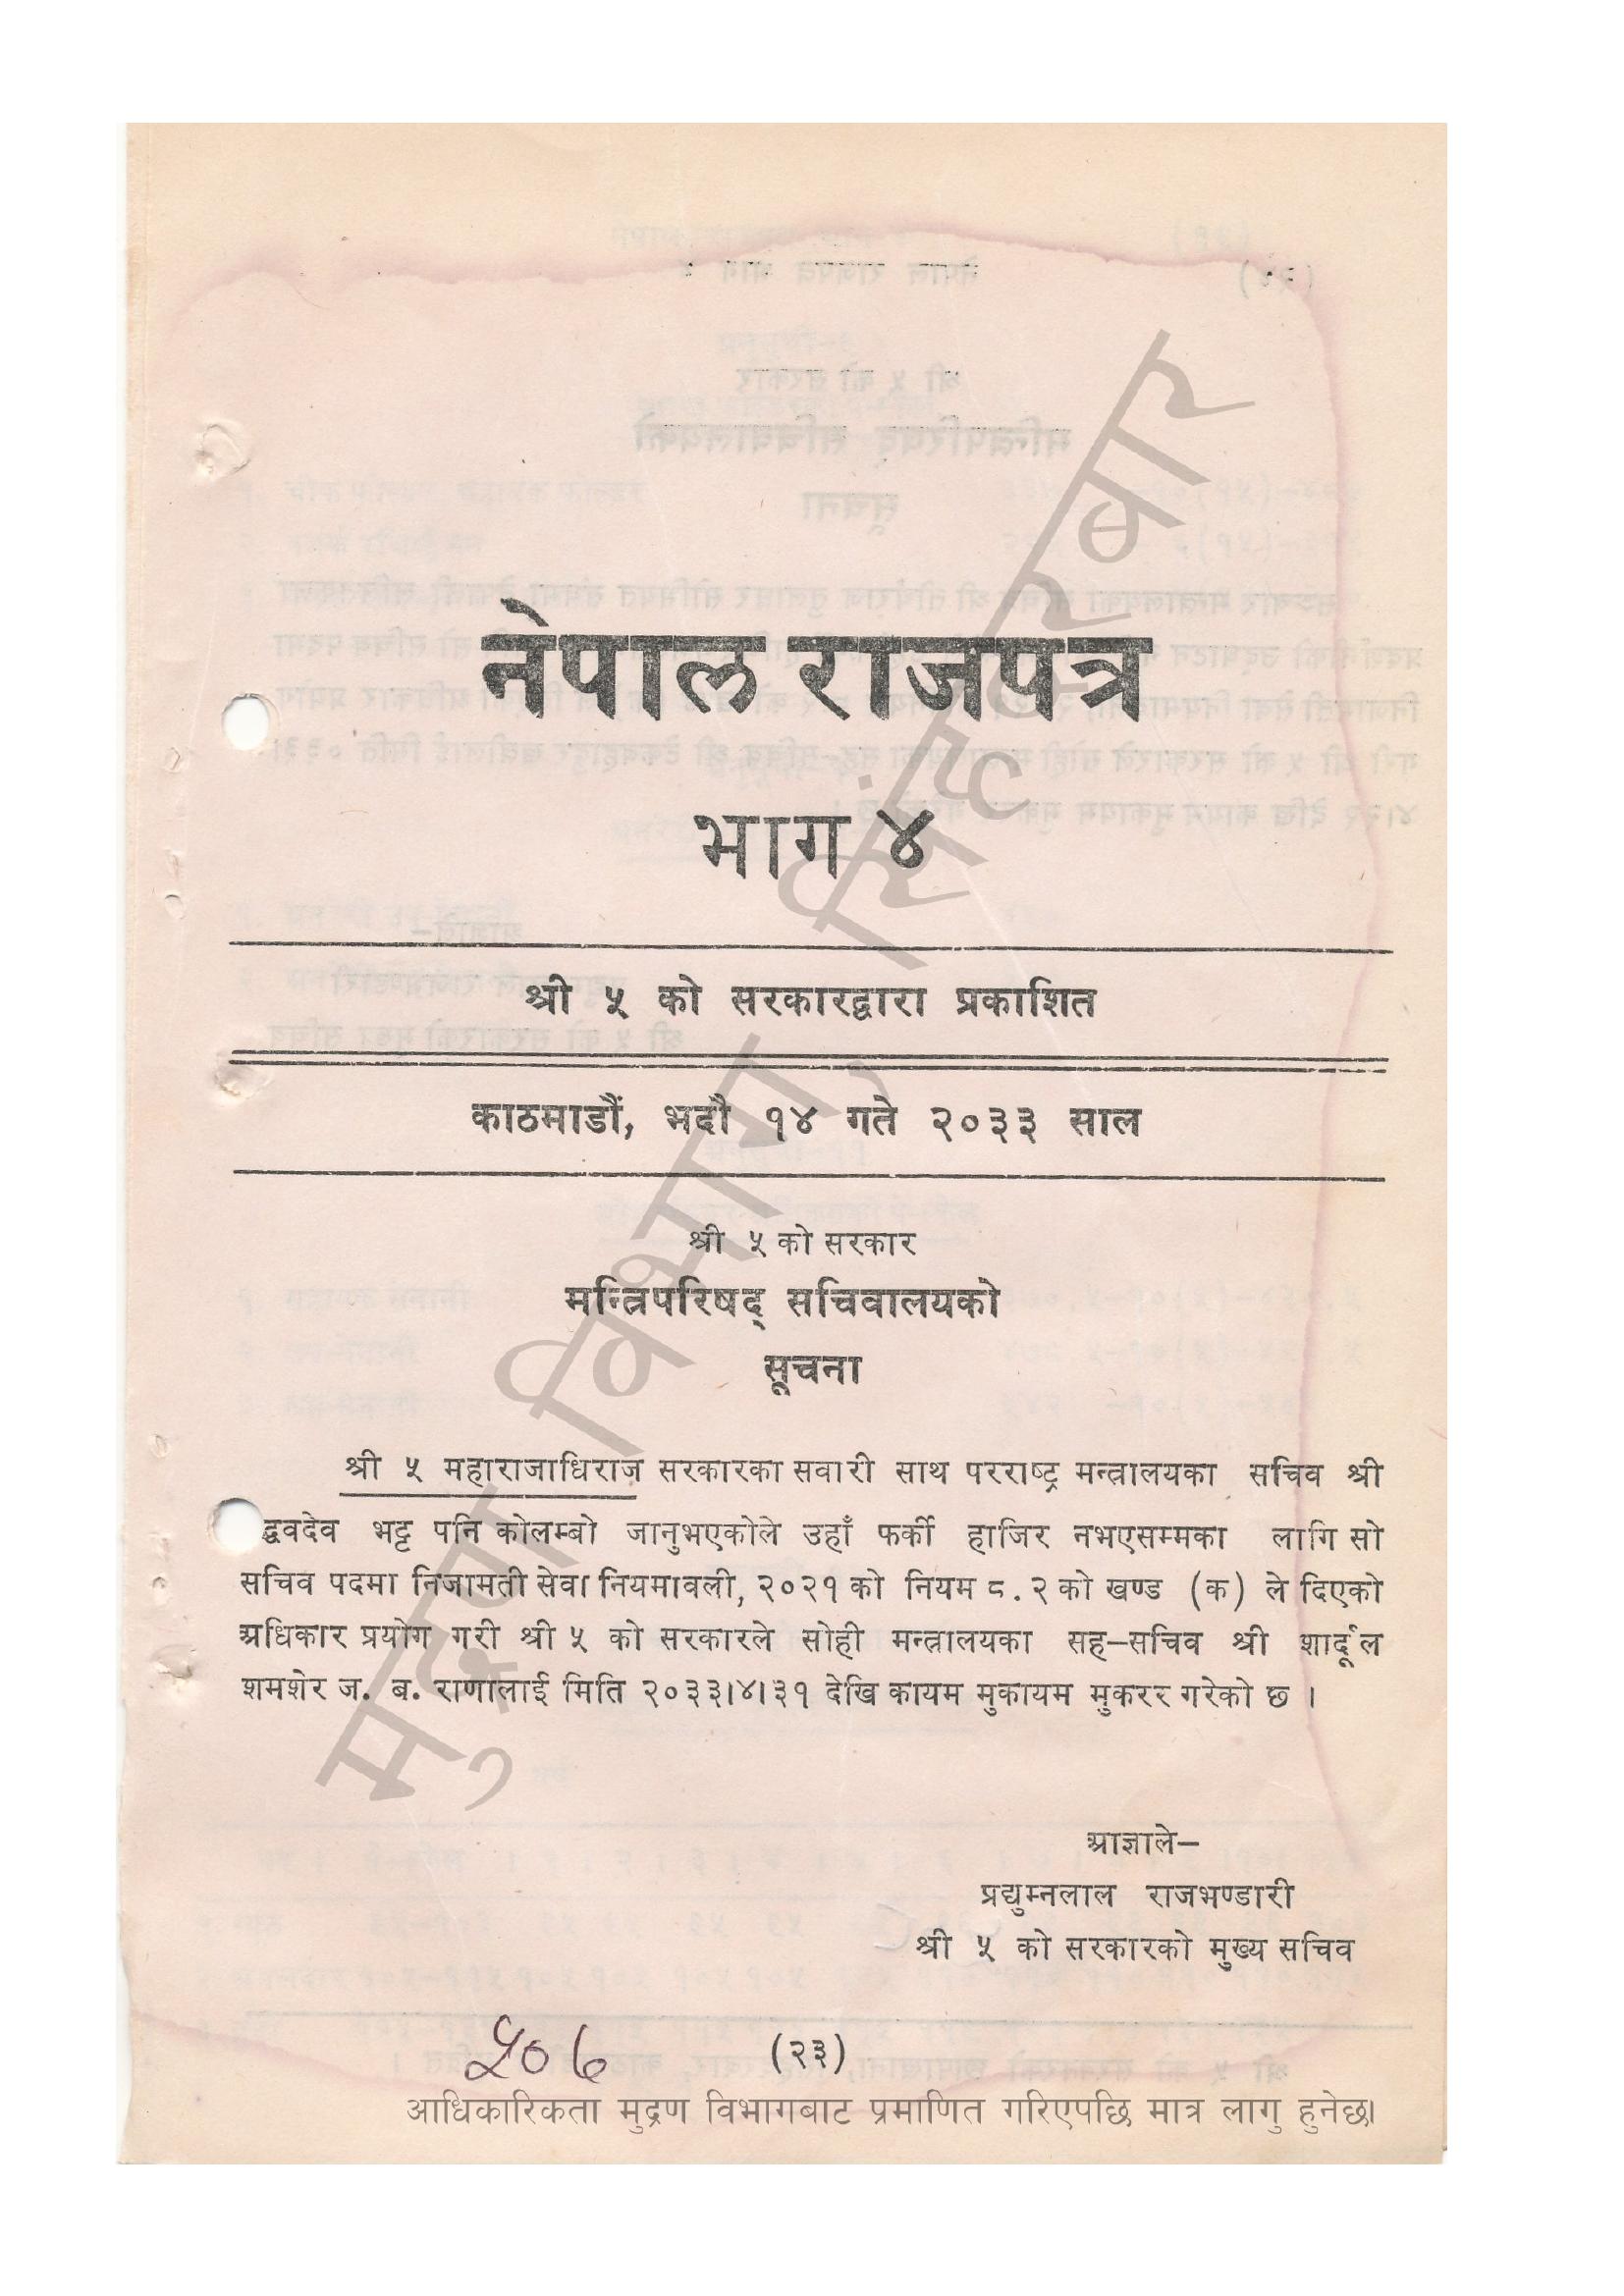 नेपाल राजपत्र
भाग ४
श्री ५ को सरकारद्वारा प्रकाशित
काठमाडौं, भदौ १४ गते २०३३ साल
श्री ५ को सरकार
मन्त्रिपरिषद् सचिवालयको
सूचना
श्री ५ महाराजाधिराज सरकारका सवारी साथ परराष्ट्र मन्त्रालयका सचिव श्री
द्धवदेव भट्ट पनि कोलम्बो जानुभएकोले उहाँ फर्की हाजिर नभएसम्मका लागि सो
सचिव पदमा निजामती सेवा नियमावली, २०२१ को नियम ८.२ को खण्ड (क) ले दिएको
अधिकार प्रयोग गरी श्री ५ को सरकारले सोही मन्त्रालयका सह–सचिव श्री शार्दूल
शमशेर ज. ब. राणालाई मिति २०३३।४।३१ देखि कायम मुकायम मुकरर गरेको छ ।
आज्ञाले–
प्रद्युम्नलाल राजभण्डारी
श्री ५ को सरकारको मुख्य सचिव
५०७
(२३)
आधिकारिकता मुद्रण विभागबाट प्रमाणित गरिएपछि मात्र लागु हुनेछ।
मुद्रण विभाग, सिंहदरबार